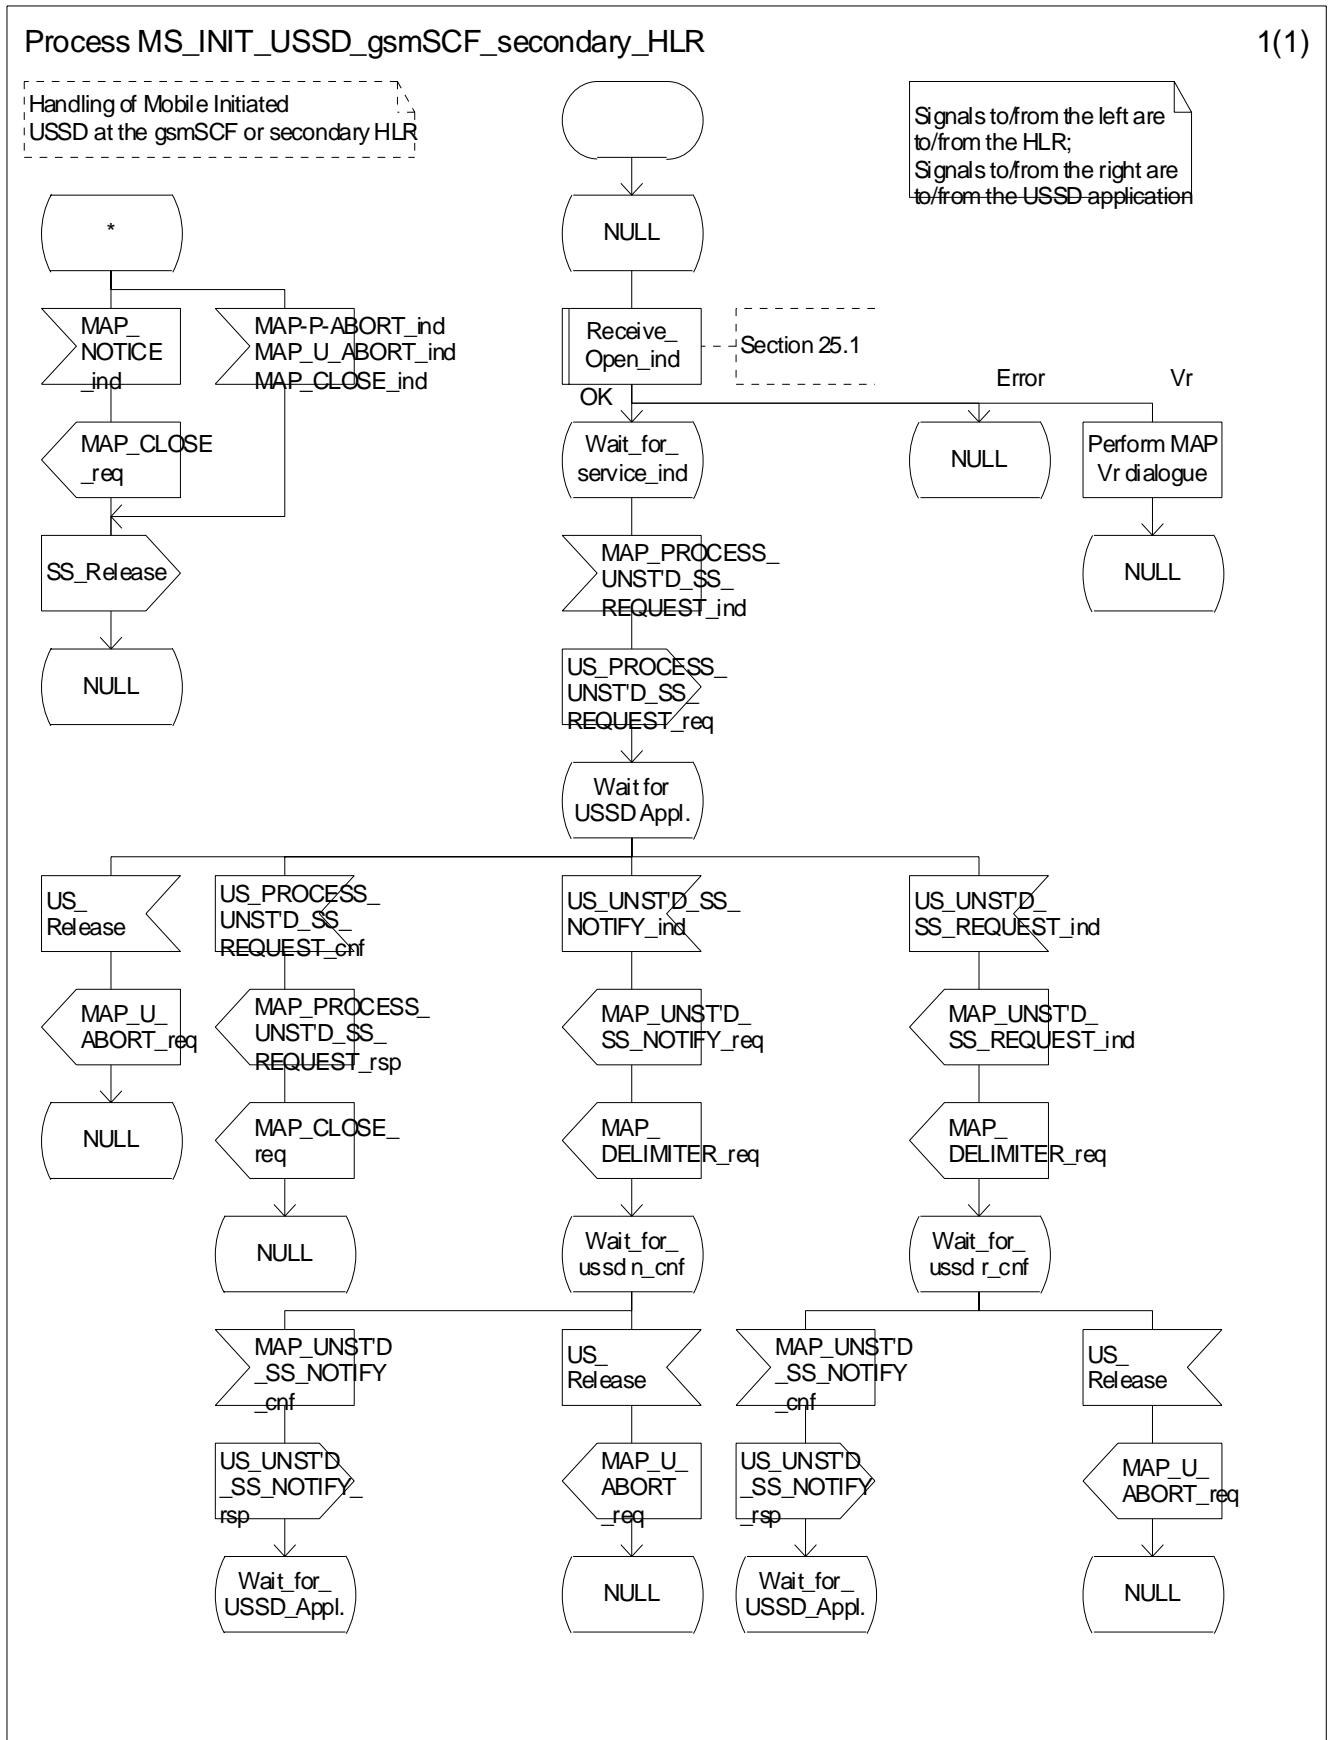 Process MS_INIT_USSD_gsmSCF_secondary_HLR
1(1)
Handling of Mobile Initiated
USSD at the gsmSCF or secondary HLR
Signals to/from the left are
to/from the HLR;
Signals to/from the right are
to/from the USSD application
*
NULL
MAP_
NOTICE
_ind
MAP-P-ABORT_ind
MAP_U_ABORT_ind
MAP_CLOSE_ind
Receive_
Open_ind
Section 25.1
OK
Error
Vr
MAP_CLOSE
_req
Wait_for_
service_ind
NULL
Perform MAP
Vr dialogue
SS_Release
MAP_PROCESS_
UNST'D_SS_
REQUEST_ind
NULL
NULL
US_PROCESS_
UNST'D_SS_
REQUEST_req
Wait for
USSD Appl.
US_
Release
US_PROCESS_
UNST'D_SS_
REQUEST_cnf
US_UNST'D_SS_
NOTIFY_ind
US_UNST'D_
SS_REQUEST_ind
MAP_U_
ABORT_req
MAP_PROCESS_
UNST'D_SS_
REQUEST_rsp
MAP_UNST'D_
SS_NOTIFY_req
MAP_UNST'D_
SS_REQUEST_ind
NULL
MAP_CLOSE_
req
MAP_
DELIMITER_req
MAP_
DELIMITER_req
NULL
Wait_for_
ussd n_cnf
Wait_for_
ussd r_cnf
MAP_UNST'D
_SS_NOTIFY
_cnf
US_
Release
MAP_UNST'D
_SS_NOTIFY
_cnf
US_
Release
US_UNST'D
_SS_NOTIFY_
rsp
MAP_U_
ABORT
_req
US_UNST'D
_SS_NOTIFY
_rsp
MAP_U_
ABORT_req
Wait_for_
USSD_Appl.
NULL
Wait_for_
USSD_Appl.
NULL